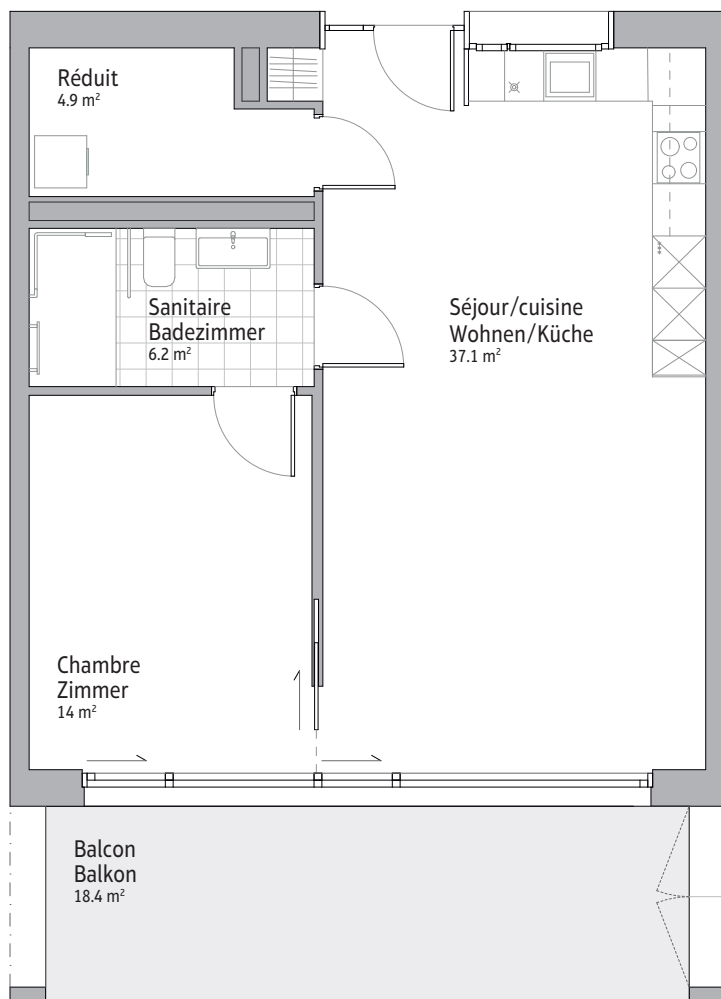 Réduit
4.9 m²
Sanitaire
Badezimmer
6.2 m²
Séjour/cuisine
Wohnen/Küche
37.1 m²
Chambre
Zimmer
14 m²
Balcon
Balkon
18.4 m²